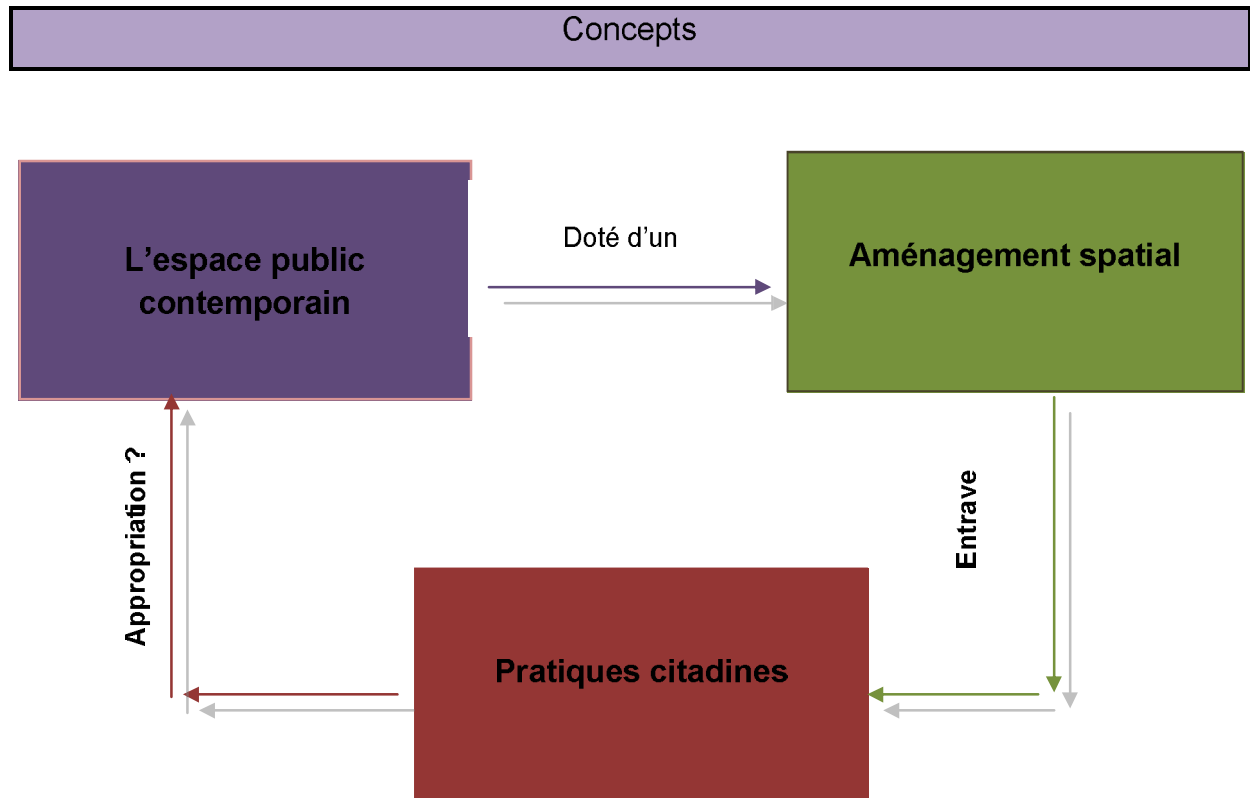 Concepts
L’espace public
contemporain
Doté d’un
Aménagement spatial
Appropriation ?
Entrave
Pratiques citadines